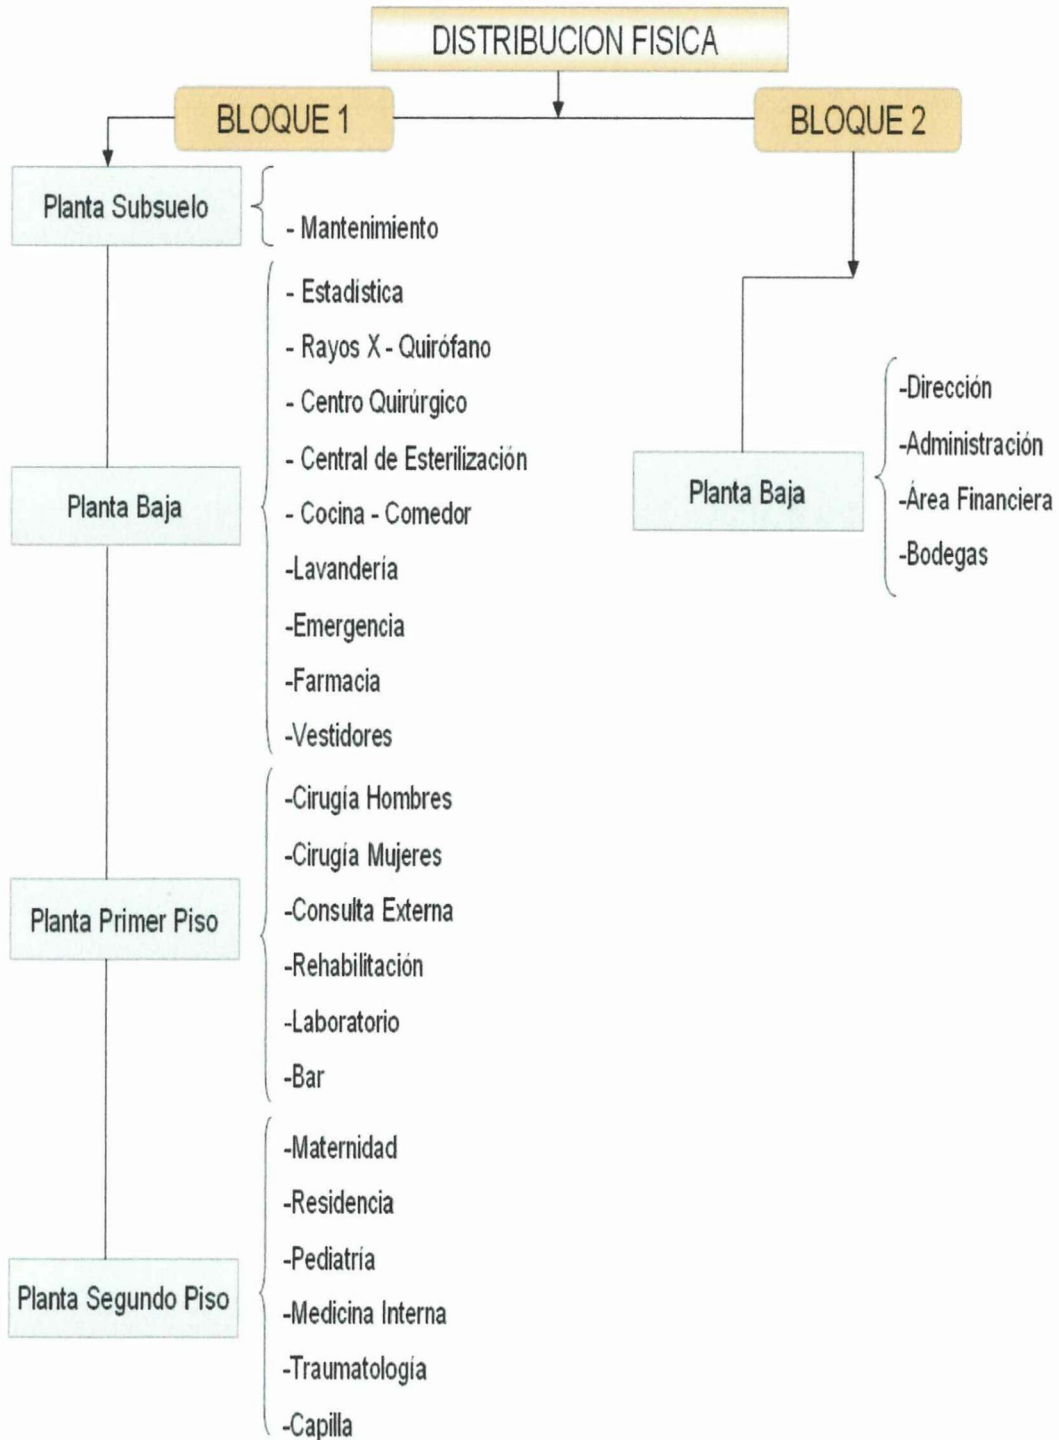 DISTRIBUCION FISICA
BLOQUE 1
BLOQUE 2
Planta Subsuelo
- Mantenimiento
Planta Baja
- Estadística
- Rayos X - Quirófano
- Centro Quirúrgico
- Central de Esterilización
- Cocina - Comedor
-Lavandería
-Emergencia
-Farmacia
-Vestidores
Planta Primer Piso
-Cirugía Hombres
-Cirugía Mujeres
-Consulta Externa
-Rehabilitación
-Laboratorio
-Bar
Planta Segundo Piso
-Maternidad
-Residencia
-Pediatría
-Medicina Interna
-Traumatología
-Capilla
Planta Baja
-Dirección
-Administración
-Área Financiera
-Bodegas